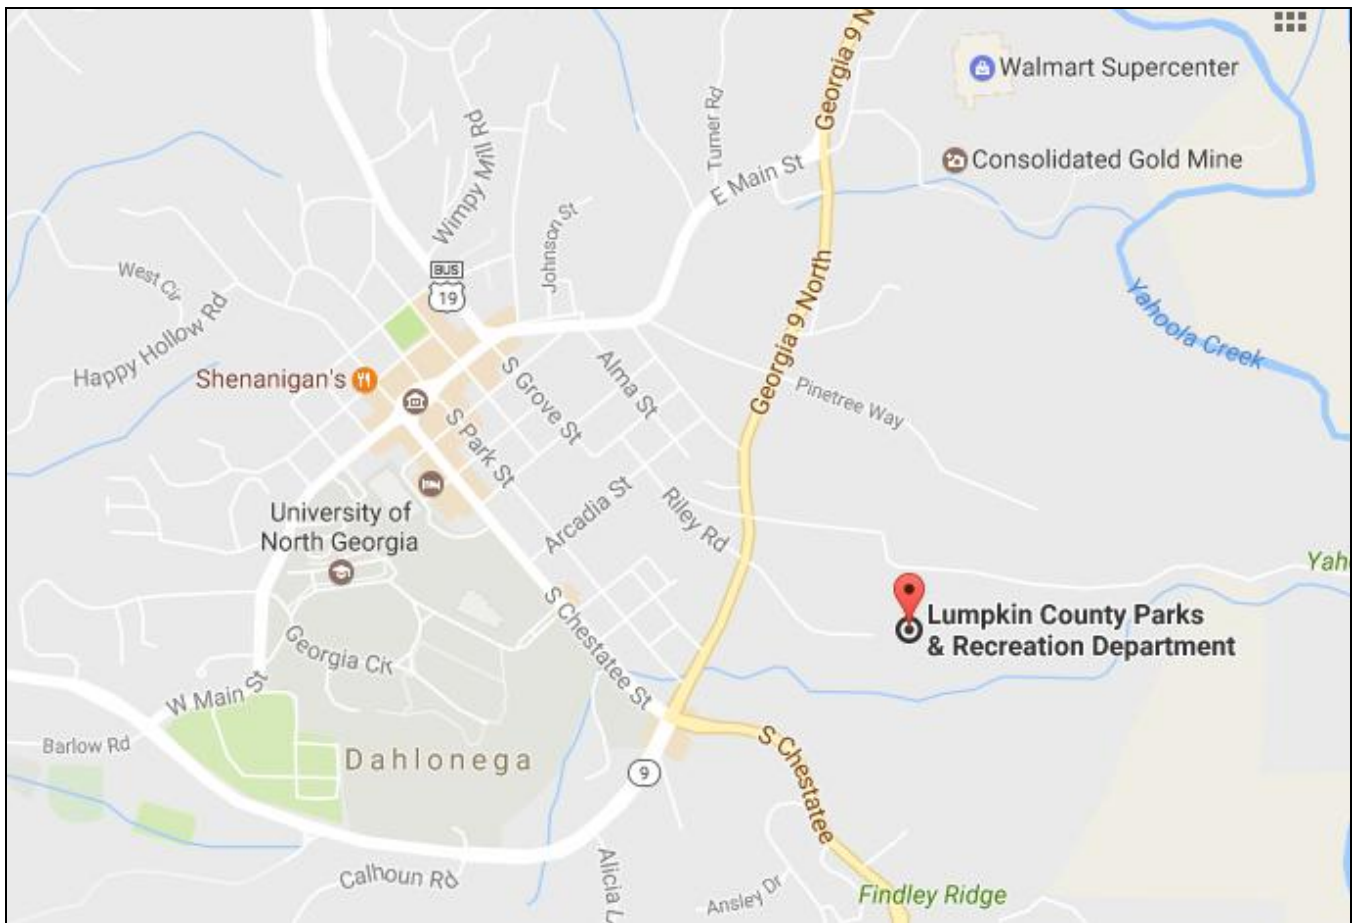 Georgia 9 N
Walmart Supercenter
Turner Rd
Wimpy Mill Rd
Consolidated Gold Mine
E Main St
Johnson St
BUS
19
West Cir
Happy Hollow Rd
Georgia 9 North
Yahoola Creek
Shenanigan's
S Grove St
Alma St
Pinetree Way
S Park St
University of
North Georgia
Arcadia St
Riley Rd
Yah
S Chestatee St
Lumpkin County Parks
& Recreation Department
Georgia Cir
W Main St
Barlow Rd
Dahlonega
S Chestatee
9
Calhoun Rd
Alicia L
Ansley Dr
Findley Ridge